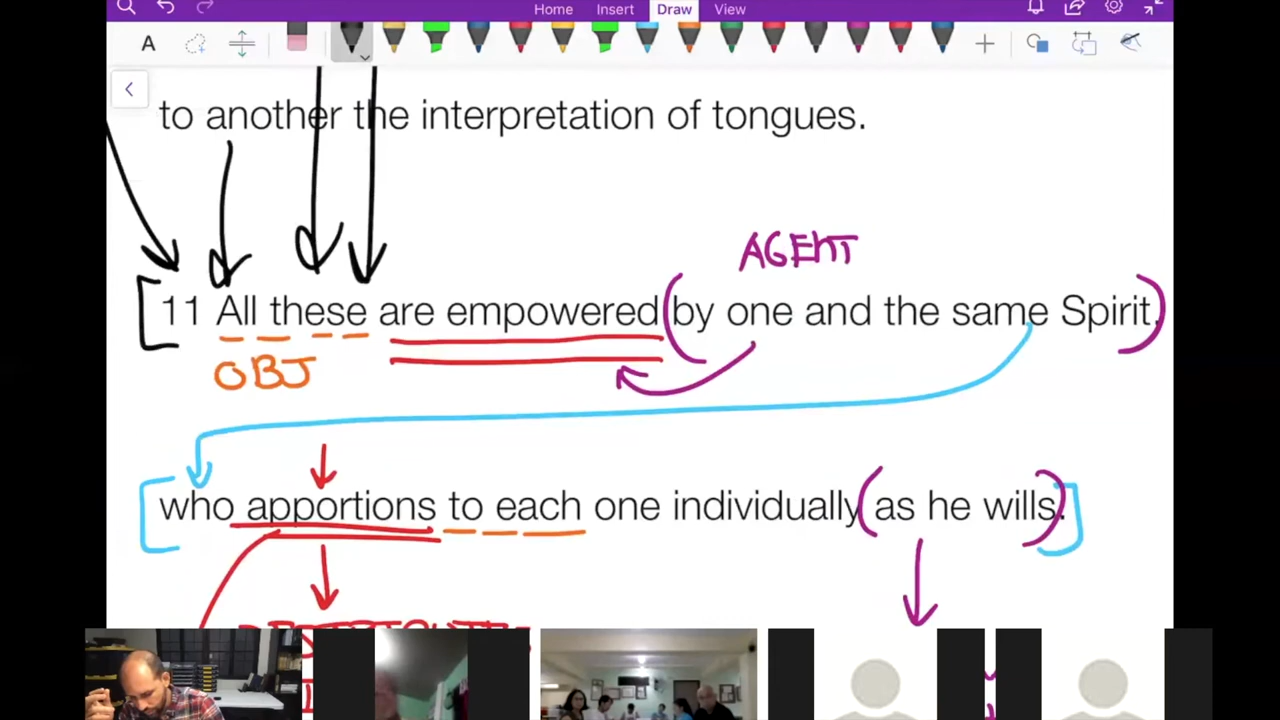 Home Insert Draw View
A
to another the interpretation of tongues.
AGENT
11 All these are empowered by one and the same Spirit,
OBJ
who apportions to each one individually (as he wills).